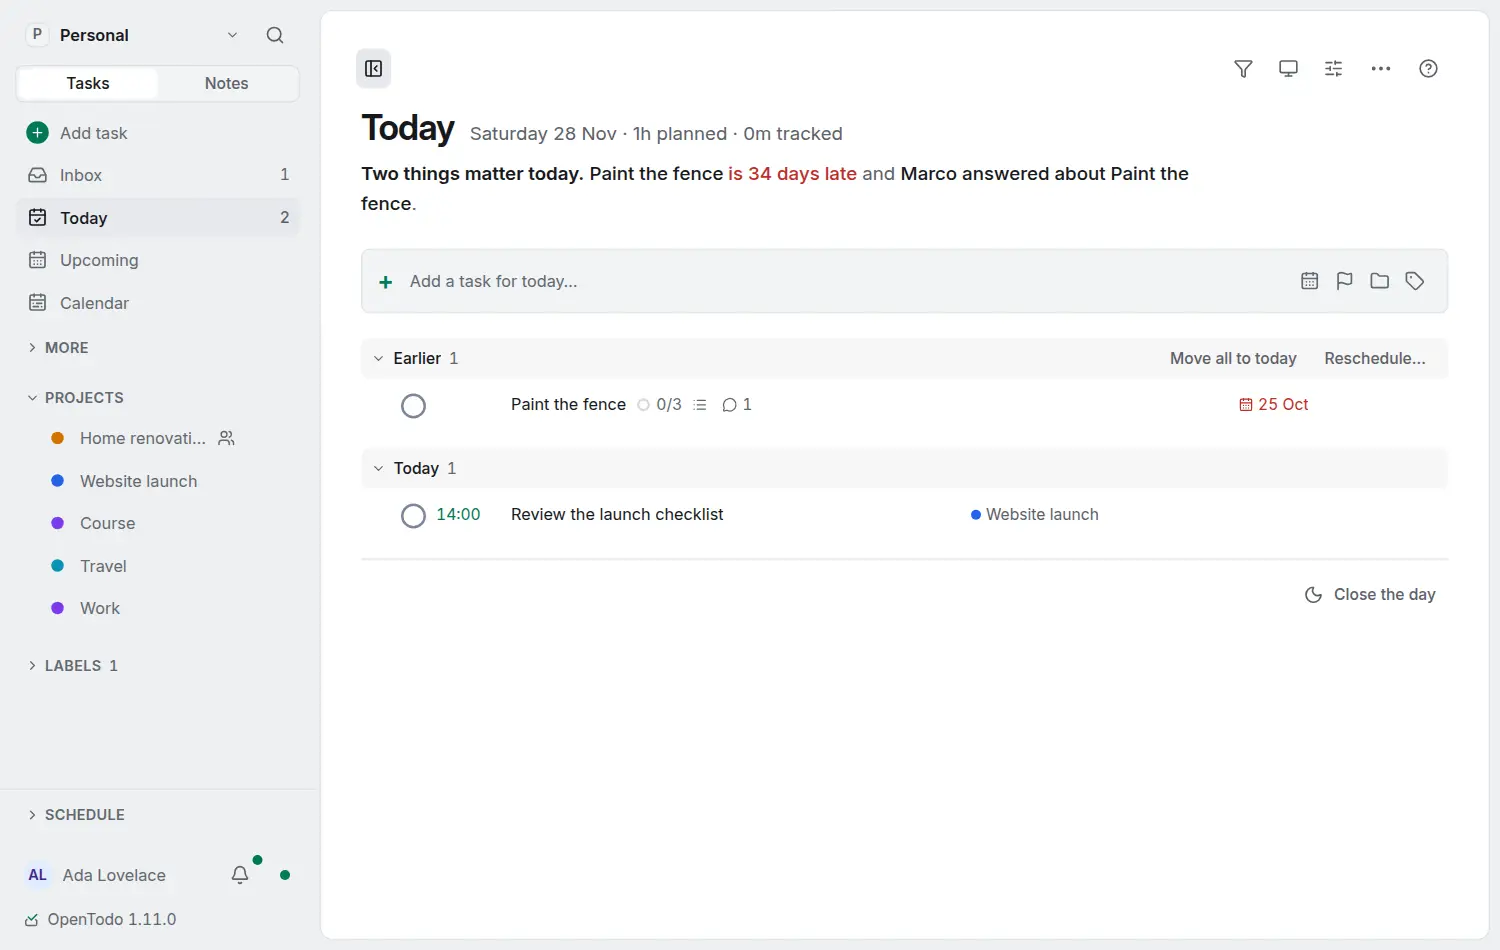 P Personal
Tasks Notes
Add task
Inbox 1
Today 2
Upcoming
Calendar
MORE
PROJECTS
Home renovati...
Website launch
Course
Travel
Work
LABELS 1
SCHEDULE
AL Ada Lovelace
OpenTodo 1.11.0
Today Saturday 28 Nov · 1h planned · 0m tracked
Two things matter today. Paint the fence is 34 days late and Marco answered about Paint the
fence.
+ Add a task for today...
Earlier 1 Move all to today Reschedule...
Paint the fence 0/3 1 25 Oct
Today 1
14:00 Review the launch checklist Website launch
Close the day